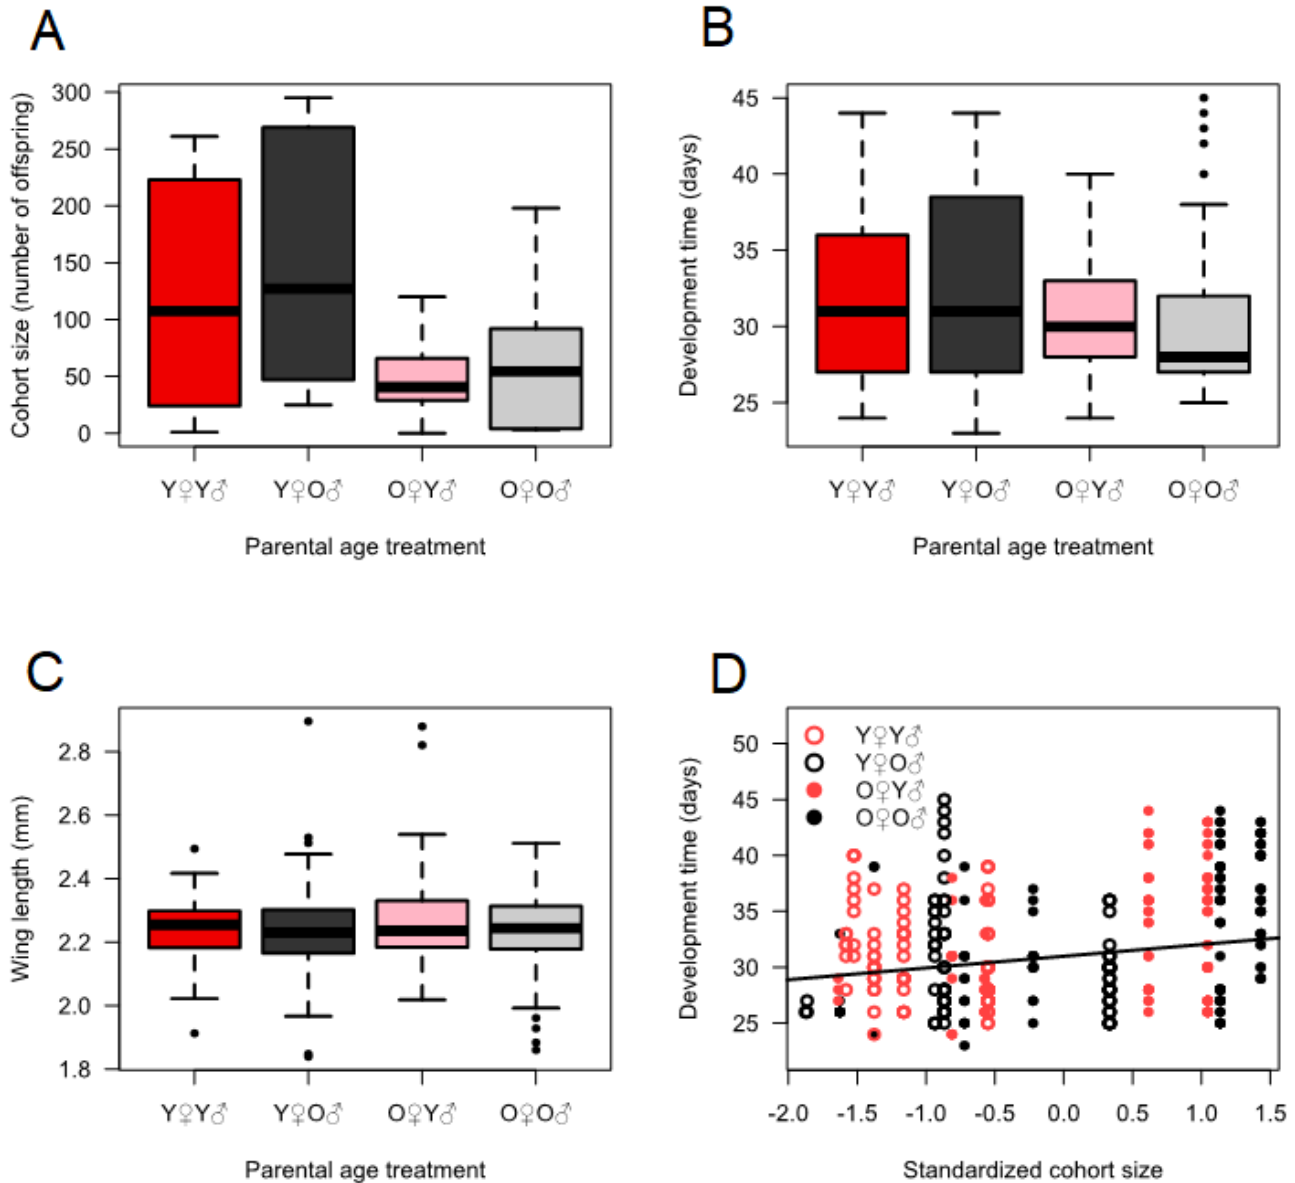 A
Cohort size (number of offspring)
300
250
200
150
100
50
0
Y♀Y♂ Y♀O♂ O♀Y♂ O♀O♂
Parental age treatment
B
Development time (days)
45
40
35
30
25
Y♀Y♂ Y♀O♂ O♀Y♂ O♀O♂
Parental age treatment
C
Wing length (mm)
2.8
2.6
2.4
2.2
2.0
1.8
Y♀Y♂ Y♀O♂ O♀Y♂ O♀O♂
Parental age treatment
D
Development time (days)
50
45
40
35
30
25
Y♀Y♂
Y♀O♂
O♀Y♂
O♀O♂
-2.0 -1.5 -1.0 -0.5 0.0 0.5 1.0 1.5
Standardized cohort size